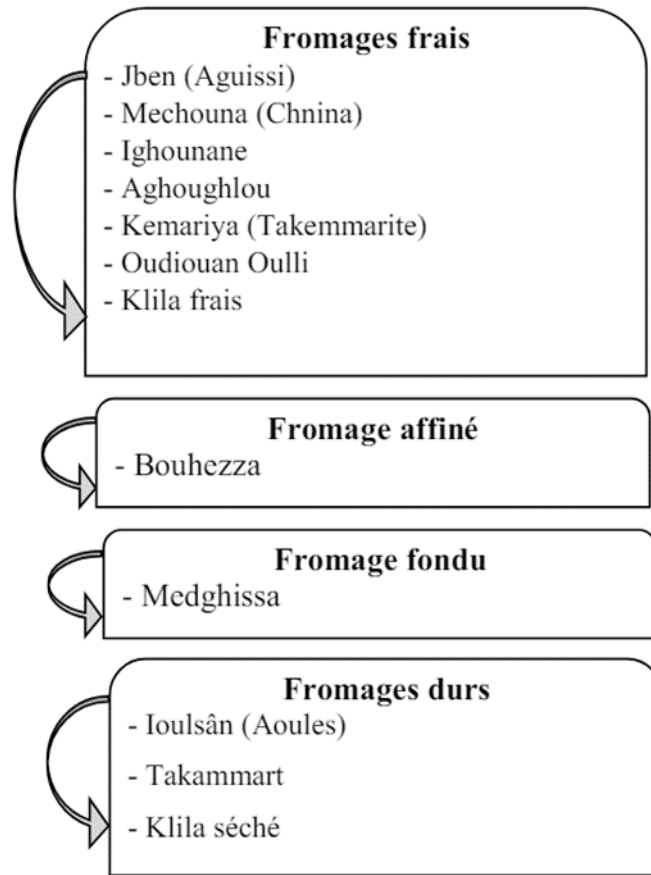 Fromages frais
- Jben (Aguissi)
- Mechouna (Chnina)
- Ighounane
- Aghoughlou
- Kemariya (Takemmarite)
- Oudiouan Oulli
- Klila frais
Fromage affiné
- Bouhezza
Fromage fondu
- Medghissa
Fromages durs
- Ioulsân (Aoules)
- Takammart
- Klila séché